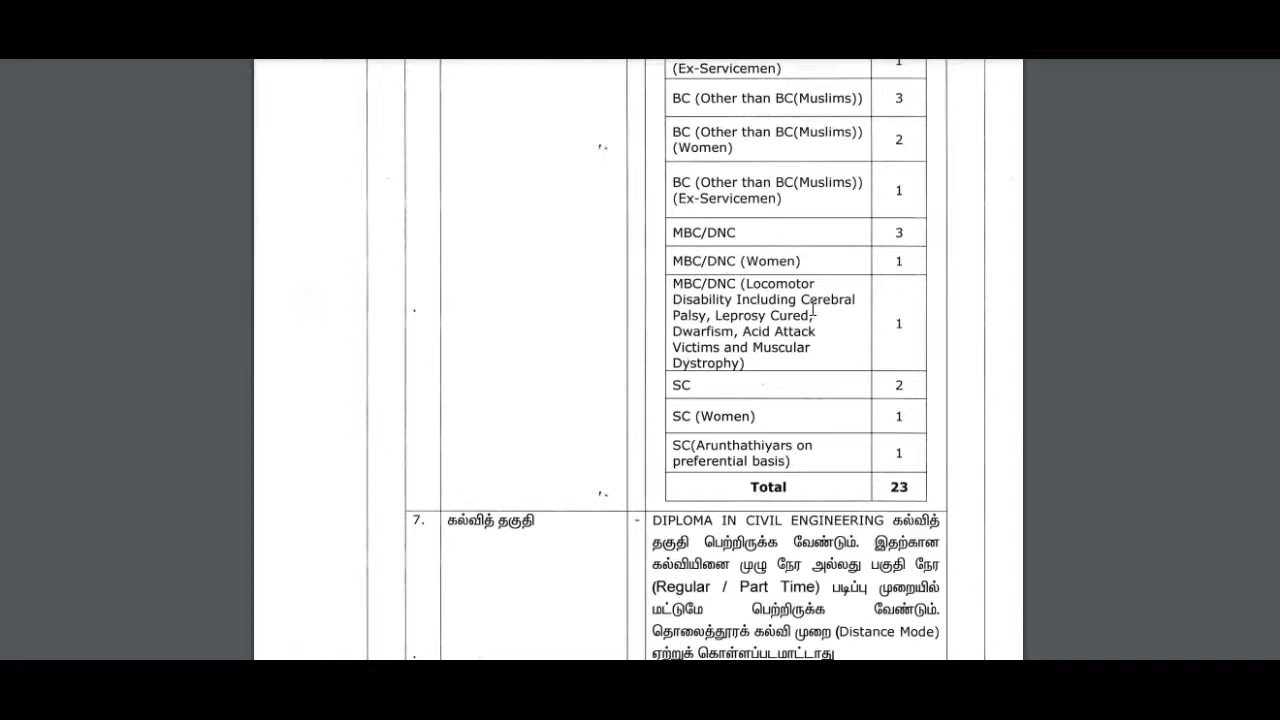 (Ex-Servicemen) 1
BC (Other than BC(Muslims)) 3
BC (Other than BC(Muslims))
(Women) 2
BC (Other than BC(Muslims))
(Ex-Servicemen) 1
MBC/DNC 3
MBC/DNC (Women) 1
MBC/DNC (Locomotor
Disability Including Cerebral
Palsy, Leprosy Cured,
Dwarfism, Acid Attack
Victims and Muscular
Dystrophy) 1
SC 2
SC (Women) 1
SC(Arunthathiyars on
preferential basis) 1
Total 23
7. கல்வித் தகுதி - DIPLOMA IN CIVIL ENGINEERING கல்வித்
தகுதி பெற்றிருக்க வேண்டும். இதற்கான
கல்வியினை முழு நேர அல்லது பகுதி நேர
(Regular / Part Time) படிப்பு முறையில்
மட்டுமே பெற்றிருக்க வேண்டும்.
தொலைத்தூரக் கல்வி முறை (Distance Mode)
ஏற்றுக் கொள்ளப்படமாட்டாது